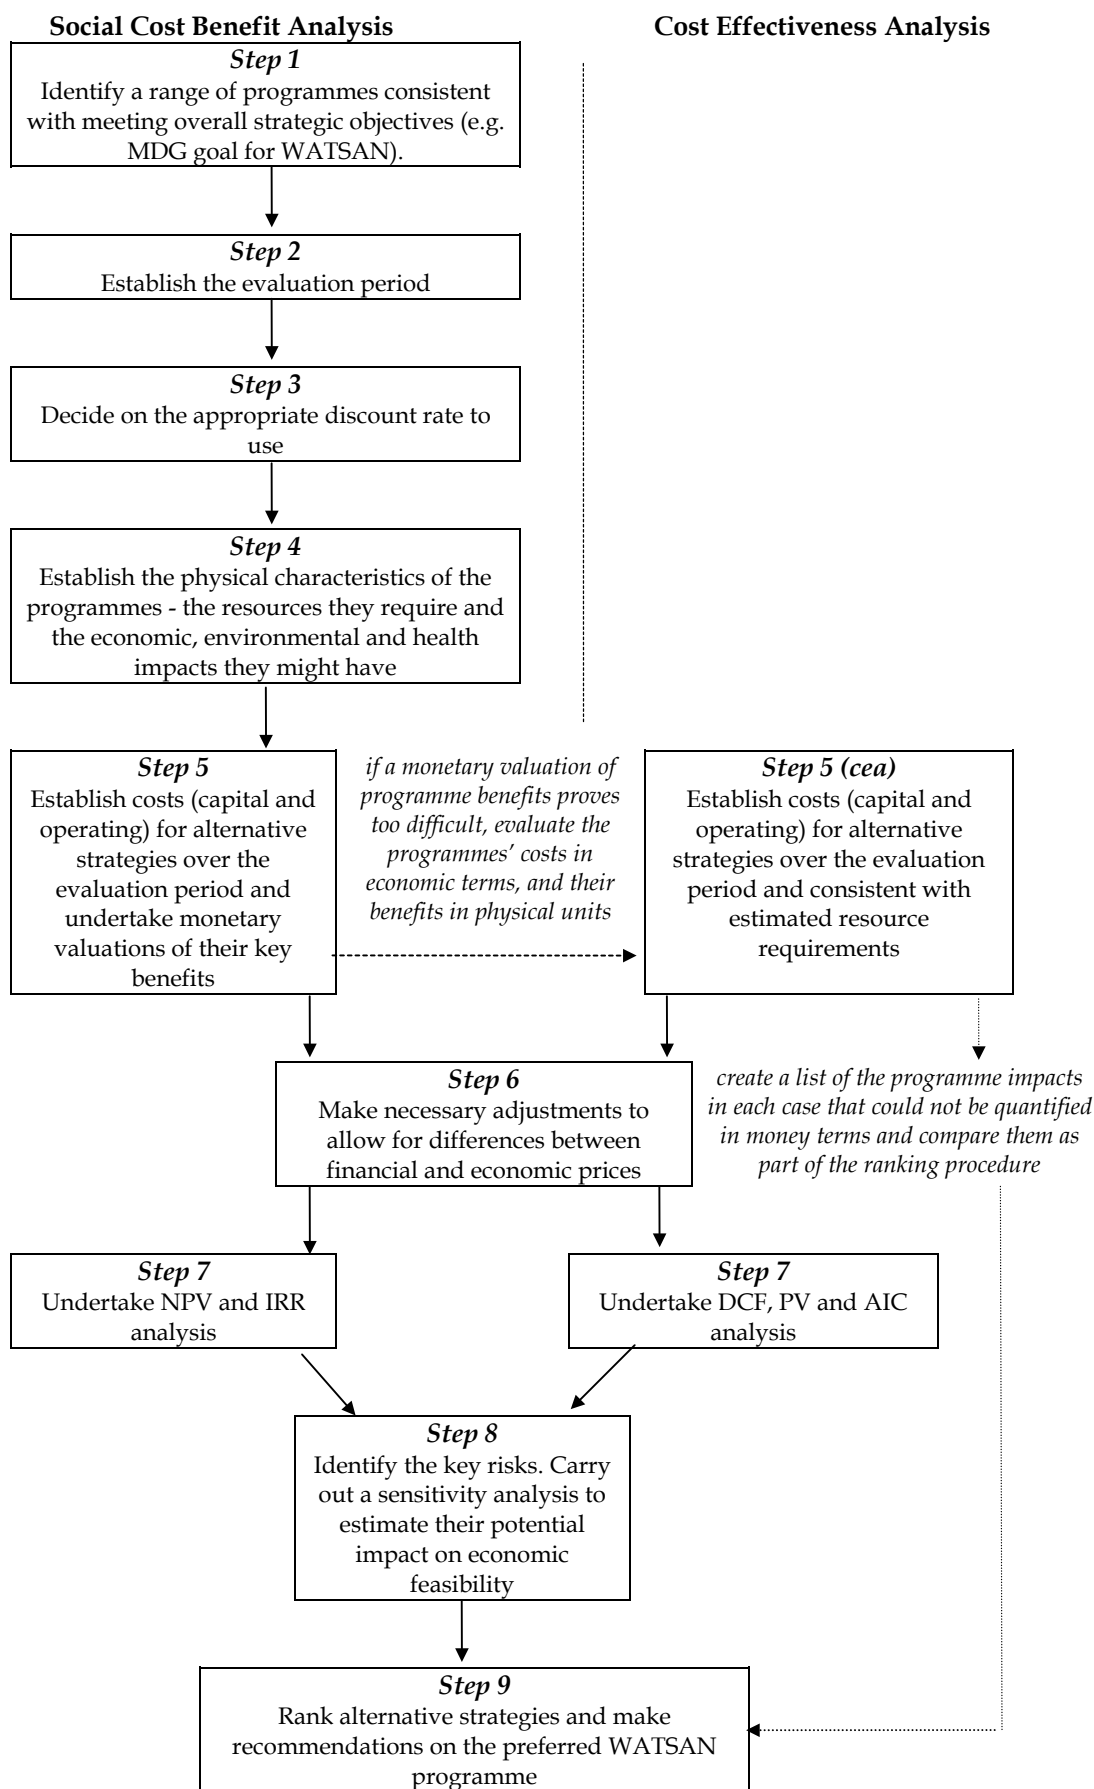 Social Cost Benefit Analysis
Cost Effectiveness Analysis
Step 1
Identify a range of programmes consistent
with meeting overall strategic objectives (e.g.
MDG goal for WATSAN).
Step 2
Establish the evaluation period
Step 3
Decide on the appropriate discount rate to
use
Step 4
Establish the physical characteristics of the
programmes - the resources they require and
the economic, environmental and health
impacts they might have
Step 5
Establish costs (capital and
operating) for alternative
strategies over the
evaluation period and
undertake monetary
valuations of their key
benefits
if a monetary valuation of
programme benefits proves
too difficult, evaluate the
programmes’ costs in
economic terms, and their
benefits in physical units
Step 5 (cea)
Establish costs (capital and
operating) for alternative
strategies over the evaluation
period and consistent with
estimated resource
requirements
Step 6
Make necessary adjustments to
allow for differences between
financial and economic prices
create a list of the programme impacts
in each case that could not be quantified
in money terms and compare them as
part of the ranking procedure
Step 7
Undertake NPV and IRR
analysis
Step 7
Undertake DCF, PV and AIC
analysis
Step 8
Identify the key risks. Carry
out a sensitivity analysis to
estimate their potential
impact on economic
feasibility
Step 9
Rank alternative strategies and make
recommendations on the preferred WATSAN
programme